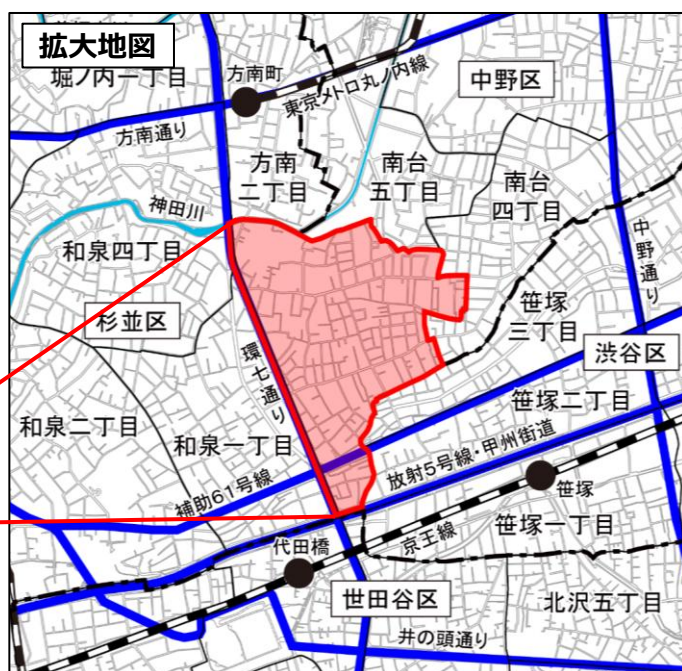 拡大地図
堀ノ内一丁目
方南町
東京メトロ丸ノ内線
中野区
方南通り
方南
二丁目
南台
五丁目
南台
四丁目
神田川
和泉四丁目
中野通り
杉並区
笹塚
三丁目
環七通り
渋谷区
和泉二丁目
和泉一丁目
笹塚二丁目
補助61号線
放射5号線・甲州街道
笹塚
京王線
笹塚一丁目
代田橋
世田谷区
北沢五丁目
井の頭通り